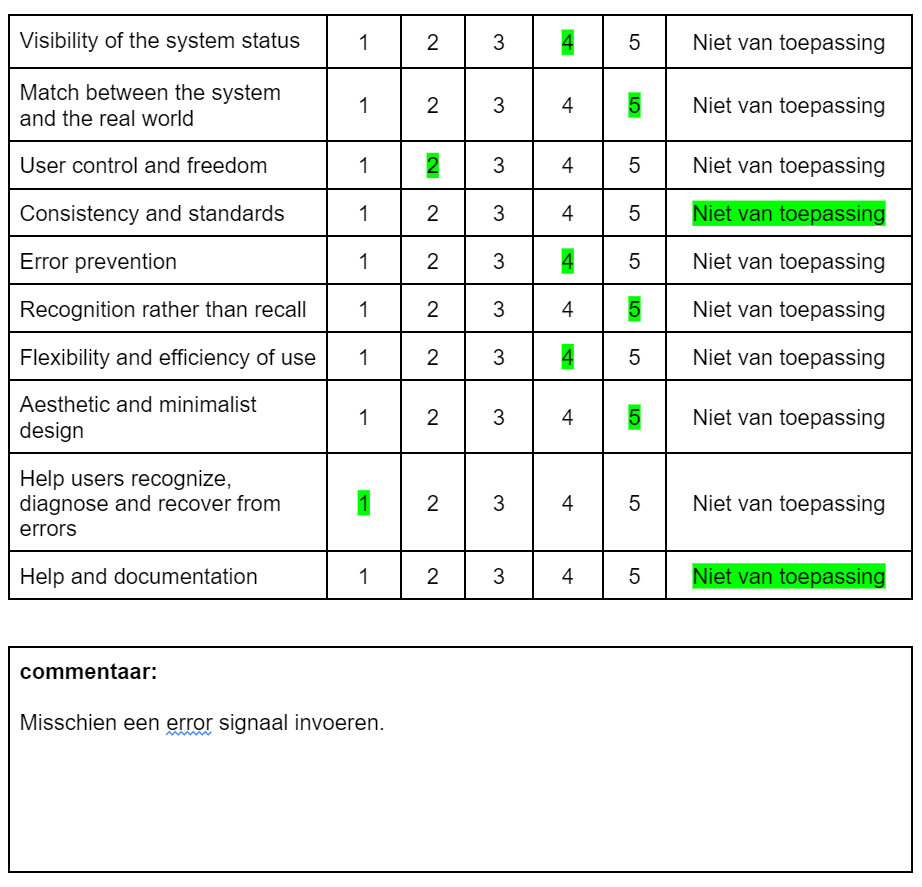 Visibility of the system status 1 2 3 4 5 Niet van toepassing
Match between the system
and the real world 1 2 3 4 5 Niet van toepassing
User control and freedom 1 2 3 4 5 Niet van toepassing
Consistency and standards 1 2 3 4 5 Niet van toepassing
Error prevention 1 2 3 4 5 Niet van toepassing
Recognition rather than recall 1 2 3 4 5 Niet van toepassing
Flexibility and efficiency of use 1 2 3 4 5 Niet van toepassing
Aesthetic and minimalist
design 1 2 3 4 5 Niet van toepassing
Help users recognize,
diagnose and recover from
errors 1 2 3 4 5 Niet van toepassing
Help and documentation 1 2 3 4 5 Niet van toepassing
commentaar:
Misschien een error signaal invoeren.